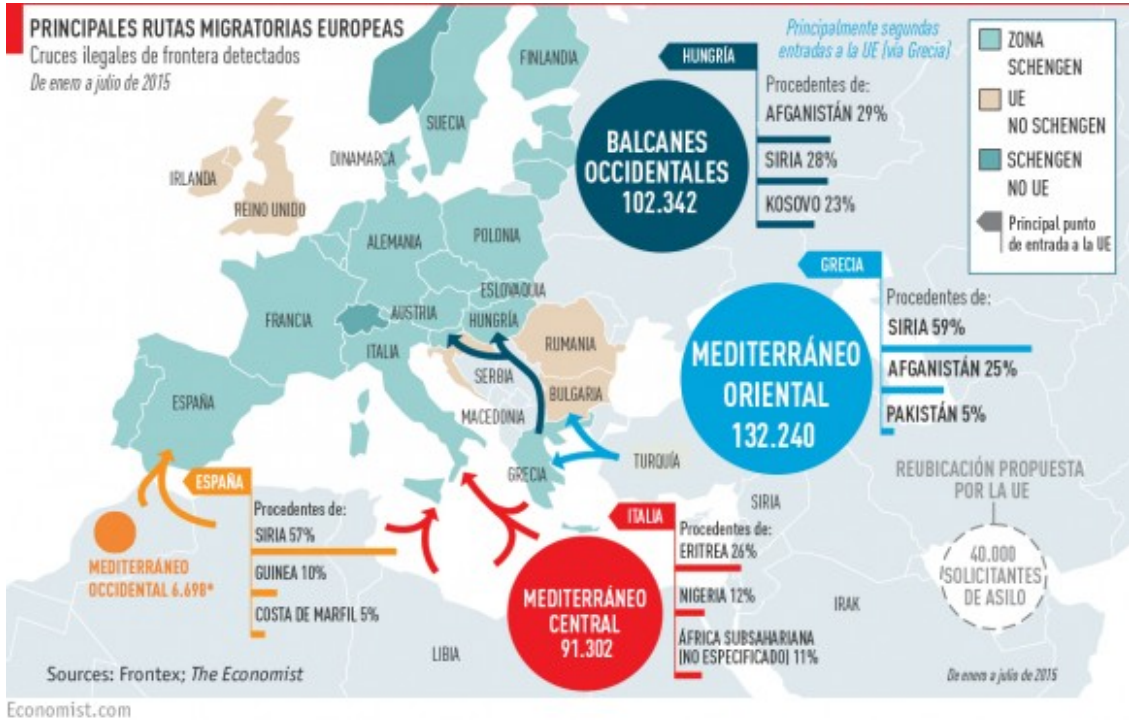 PRINCIPALES RUTAS MIGRATORIAS EUROPEAS
Cruces ilegales de frontera detectados
De enero a julio de 2015
Principalmente segundas
entradas a la UE (vía Grecia)
HUNGRÍA
Procedentes de:
AFGANISTÁN 29%
SIRIA 28%
KOSOVO 23%
BALCANES
OCCIDENTALES
102.342
ZONA
SCHENGEN
UE
NO SCHENGEN
SCHENGEN
NO UE
Principal punto
de entrada a la UE
FINLANDIA
SUECIA
DINAMARCA
IRLANDA
REINO UNIDO
ALEMANIA
POLONIA
ESLOVAQUIA
FRANCIA
AUSTRIA
HUNGRÍA
ITALIA
RUMANIA
SERBIA
ESPAÑA
BULGARIA
MACEDONIA
GRECIA
TURQUÍA
SIRIA
IRAK
LIBIA
GRECIA
Procedentes de:
SIRIA 59%
AFGANISTÁN 25%
PAKISTÁN 5%
MEDITERRÁNEO
ORIENTAL
132.240
REUBICACIÓN PROPUESTA
POR LA UE
40.000
SOLICITANTES
DE ASILO
De enero a julio de 2015
ESPAÑA
Procedentes de:
SIRIA 57%
GUINEA 10%
COSTA DE MARFIL 5%
MEDITERRÁNEO
OCCIDENTAL 6.698*
ITALIA
Procedentes de:
ERITREA 26%
NIGERIA 12%
ÁFRICA SUBSAHARIANA
(NO ESPECIFICADO) 11%
MEDITERRÁNEO
CENTRAL
91.302
Sources: Frontex; The Economist
Economist.com